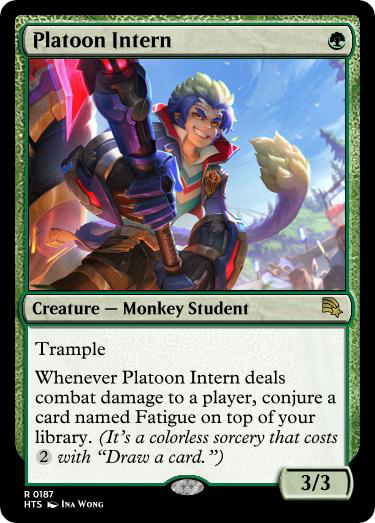 Platoon Intern
Creature — Monkey Student
Trample
Whenever Platoon Intern deals
combat damage to a player, conjure a
card named Fatigue on top of your
library. (It's a colorless sorcery that costs
2 with “Draw a card.”)
3/3
R 0187
HTS Ina Wong